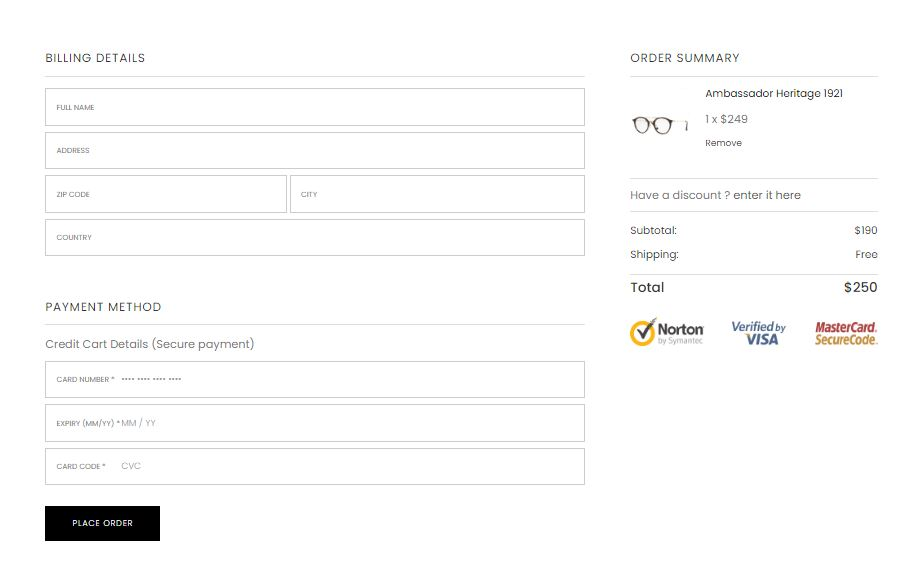 BILLING DETAILS
FULL NAME
ADDRESS
ZIP CODE
CITY
COUNTRY
PAYMENT METHOD
Credit Cart Details (Secure payment)
CARD NUMBER * •••• •••• •••• ••••
EXPIRY (MM/YY) * MM / YY
CARD CODE * CVC
PLACE ORDER
ORDER SUMMARY
Ambassador Heritage 1921
1 x $249
Remove
Have a discount ? enter it here
Subtotal: $190
Shipping: Free
Total $250
Norton
by Symantec
Verified by
VISA
MasterCard.
SecureCode.